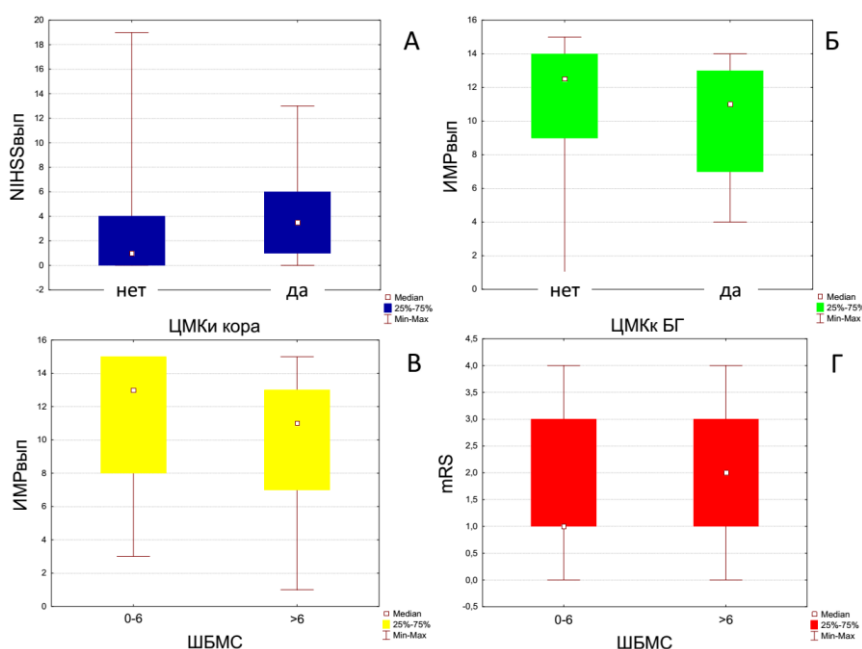 А
NIHSSвып
20
18
16
14
12
10
8
6
4
2
0
-2
нет да
ЦМКи кора
Median
25%-75%
Min-Max
Б
ИМРвып
16
14
12
10
8
6
4
2
0
нет да
ЦМКк БГ
Median
25%-75%
Min-Max
В
ИМРвып
16
14
12
10
8
6
4
2
0
0-6 >6
ШБМС
Median
25%-75%
Min-Max
Г
mRS
4,5
4,0
3,5
3,0
2,5
2,0
1,5
1,0
0,5
0,0
-0,5
0-6 >6
ШБМС
Median
25%-75%
Min-Max